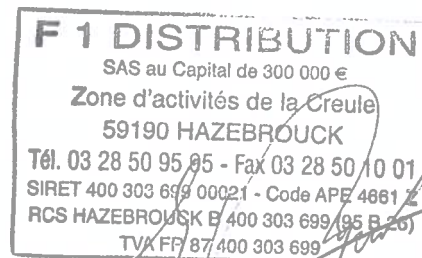 F 1 DISTRIBUTION
SAS au Capital de 300 000 €
Zone d'activités de la Creule
59190 HAZEBROUCK
Tél. 03 28 50 95 05 - Fax 03 28 50 10 01
SIRET 400 303 699 00021 - Code APE 4661 Z
RCS HAZEBROUCK B 400 303 699 (95 B 26)
TVA FR 87 400 303 699